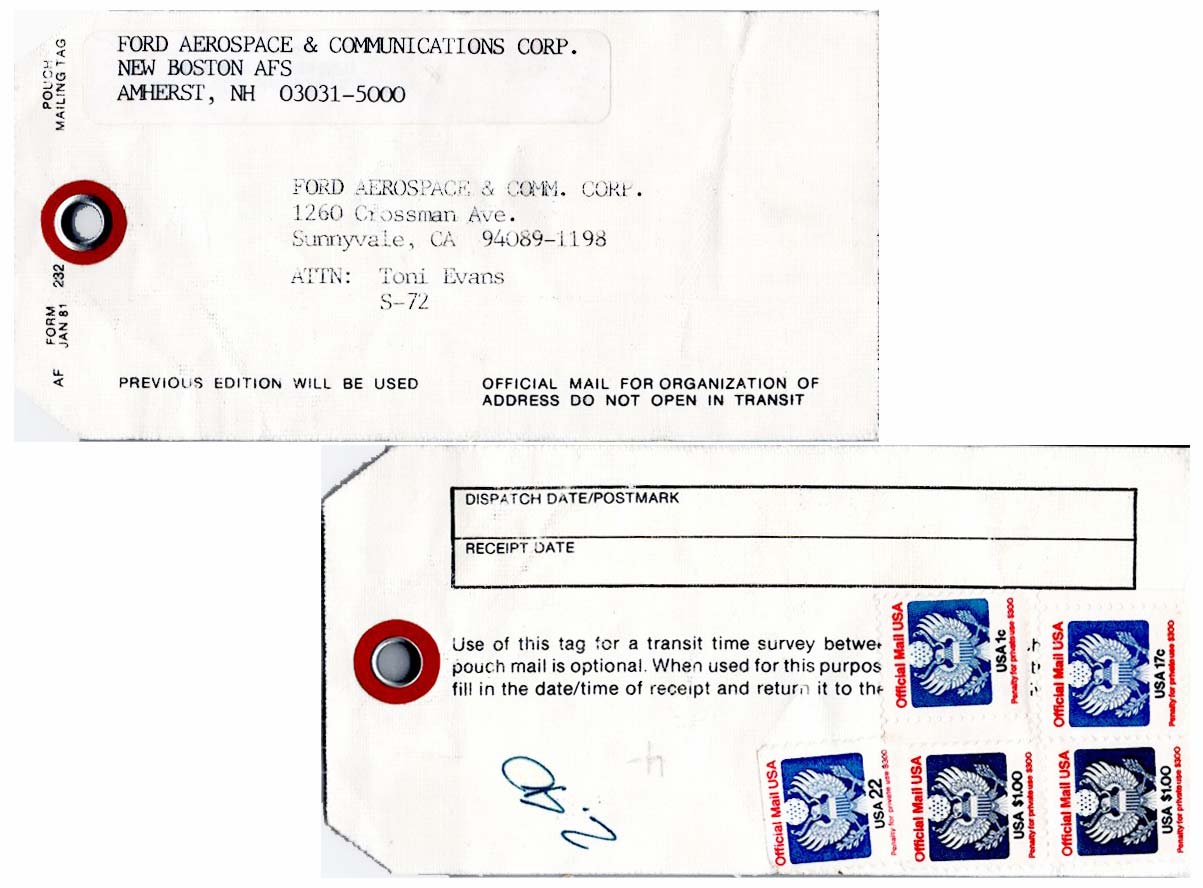 POUCH
MAILING TAG
FORD AEROSPACE & COMMUNICATIONS CORP.
NEW BOSTON AFS
AMHERST, NH 03031-5000
FORD AEROSPACE & COMM. CORP.
1260 Crossman Ave.
Sunnyvale, CA 94089-1198
ATTN: Toni Evans
S-72
AF FORM 232
JAN 81
PREVIOUS EDITION WILL BE USED
OFFICIAL MAIL FOR ORGANIZATION OF
ADDRESS DO NOT OPEN IN TRANSIT
DISPATCH DATE/POSTMARK
RECEIPT DATE
Use of this tag for a transit time survey betwe
pouch mail is optional. When used for this purpos
fill in the date/time of receipt and return it to the
Official Mail USA
USA 1c
Penalty for private use $300
Official Mail USA
USA 17c
Penalty for private use $300
4
Official Mail USA
USA 22
Penalty for private use $300
Official Mail USA
USA $1.00
Penalty for private use $300
Official Mail USA
USA $1.00
Penalty for private use $300